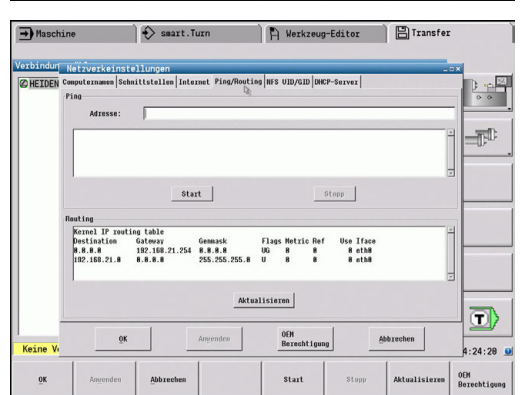 Maschine
smart.Turn
Werkzeug-Editor
Transfer
Netzwerkeinstellungen
HEIDEN
Computernamen Schnittstellen Internet Ping/Routing NFS UID/GID DHCP-Server
Ping
Adresse:
Start Stopp
Routing
Kernel IP routing table
Destination Gateway Genmask Flags Metric Ref Use Iface
0.0.0.0 192.168.21.254 0.0.0.0 UG 0 0 0 eth0
192.168.21.0 0.0.0.0 255.255.255.0 U 0 0 0 eth0
Aktualisieren
OK Anwenden OEM Berechtigung Abbrechen
T
Keine
4:24:20
OK Anwenden Abbrechen Start Stopp Aktualisieren OEM Berechtigung